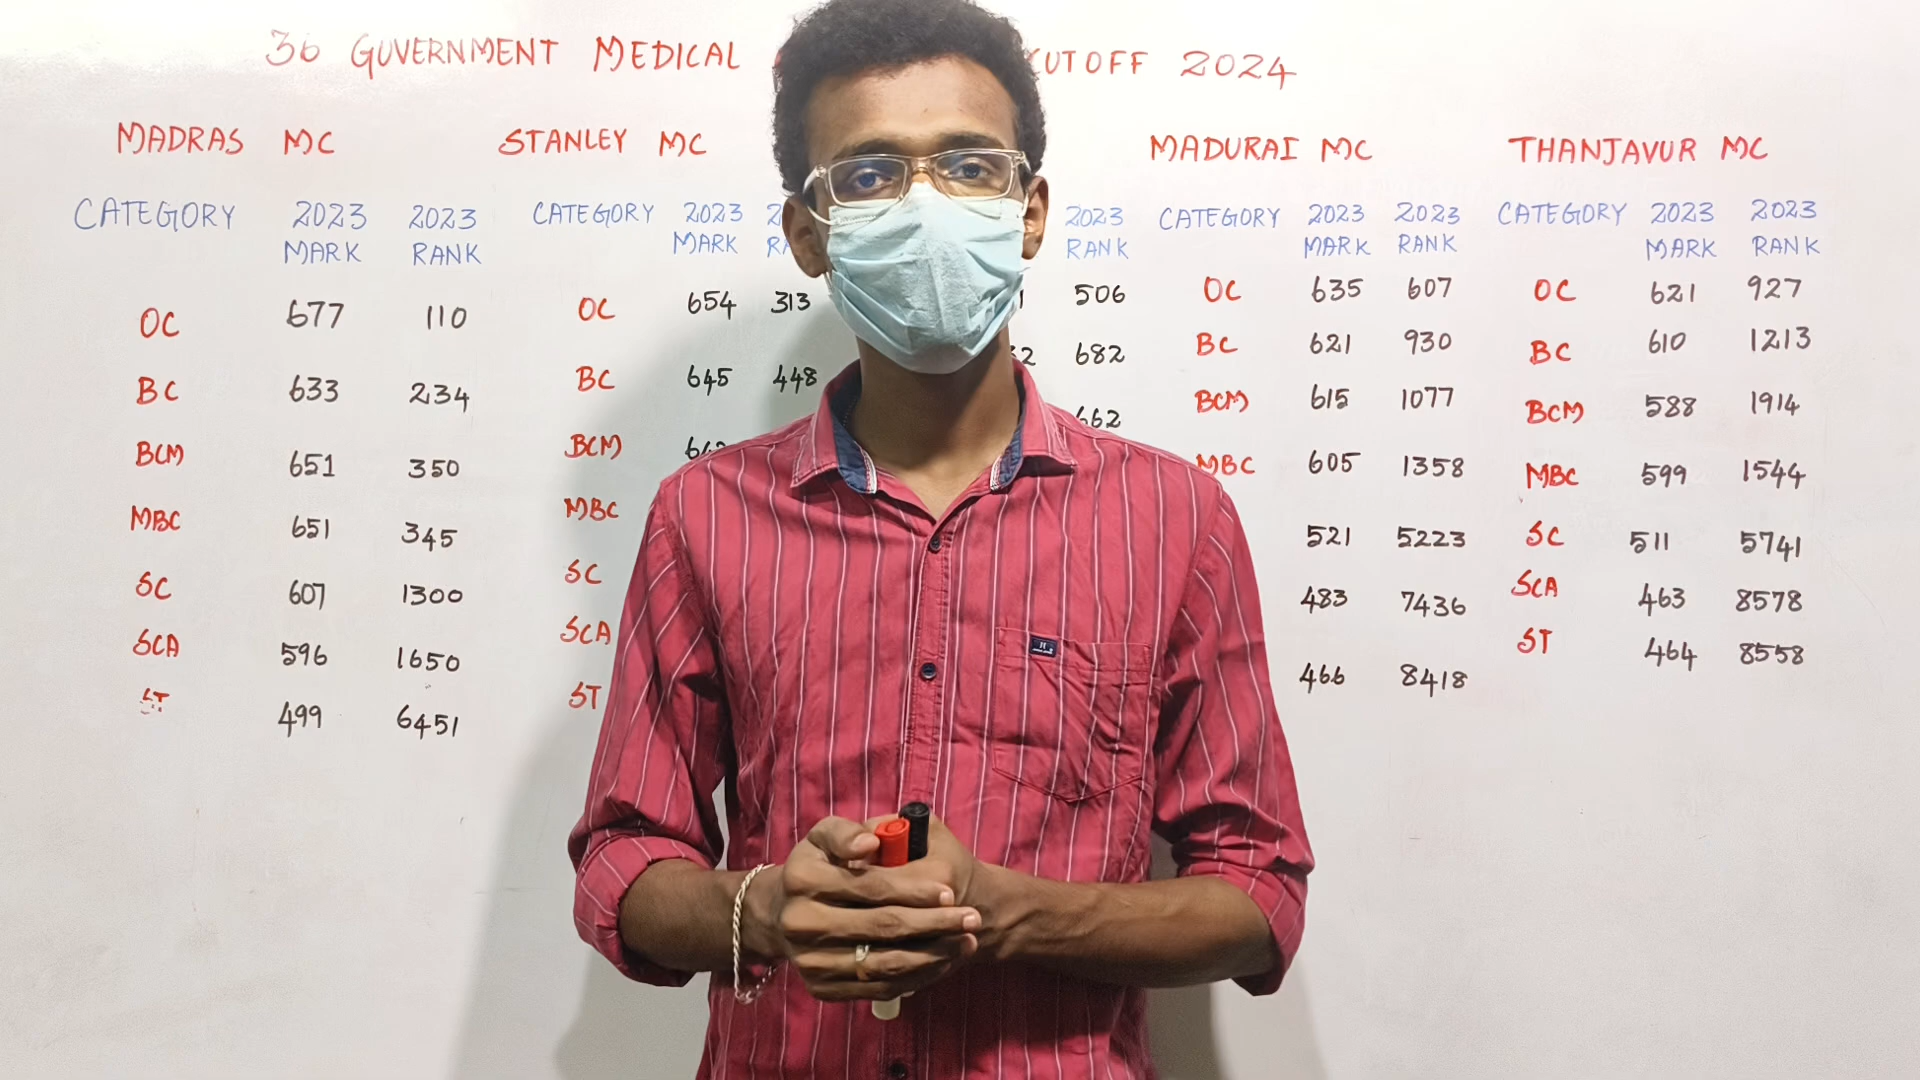 36 GUVERNMENT MEDICAL CUTOFF 2024
MADRAS MC
CATEGORY 2023 MARK 2023 RANK
OC 677 110
BC 633 234
BCM 651 350
MBC 651 345
SC 607 1300
SCA 596 1650
ST 499 6451
STANLEY MC
CATEGORY 2023 MARK
OC 654 313
BC 645 448
BCM
MBC
SC
SCA
ST
2023 RANK
506
682
662
MADURAI MC
CATEGORY 2023 MARK 2023 RANK
OC 635 607
BC 621 930
BCM 615 1077
MBC 605 1358
521 5223
483 7436
466 8418
THANJAVUR MC
CATEGORY 2023 MARK 2023 RANK
OC 621 927
BC 610 1213
BCM 588 1914
MBC 599 1544
SC 511 5741
SCA 463 8578
ST 464 8558